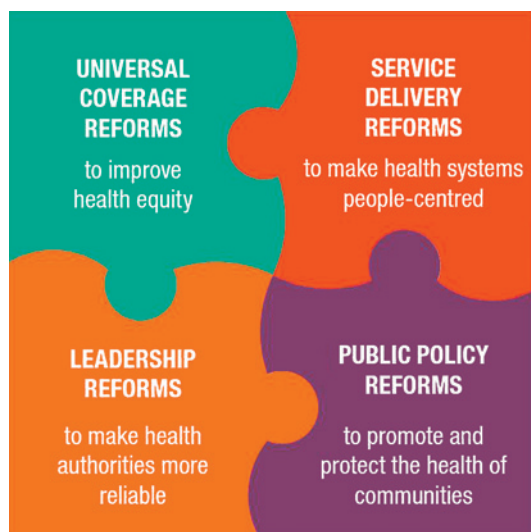 UNIVERSAL
COVERAGE
REFORMS
to improve
health equity
SERVICE
DELIVERY
REFORMS
to make health systems
people-centred
LEADERSHIP
REFORMS
to make health
authorities more
reliable
PUBLIC POLICY
REFORMS
to promote and
protect the health of
communities